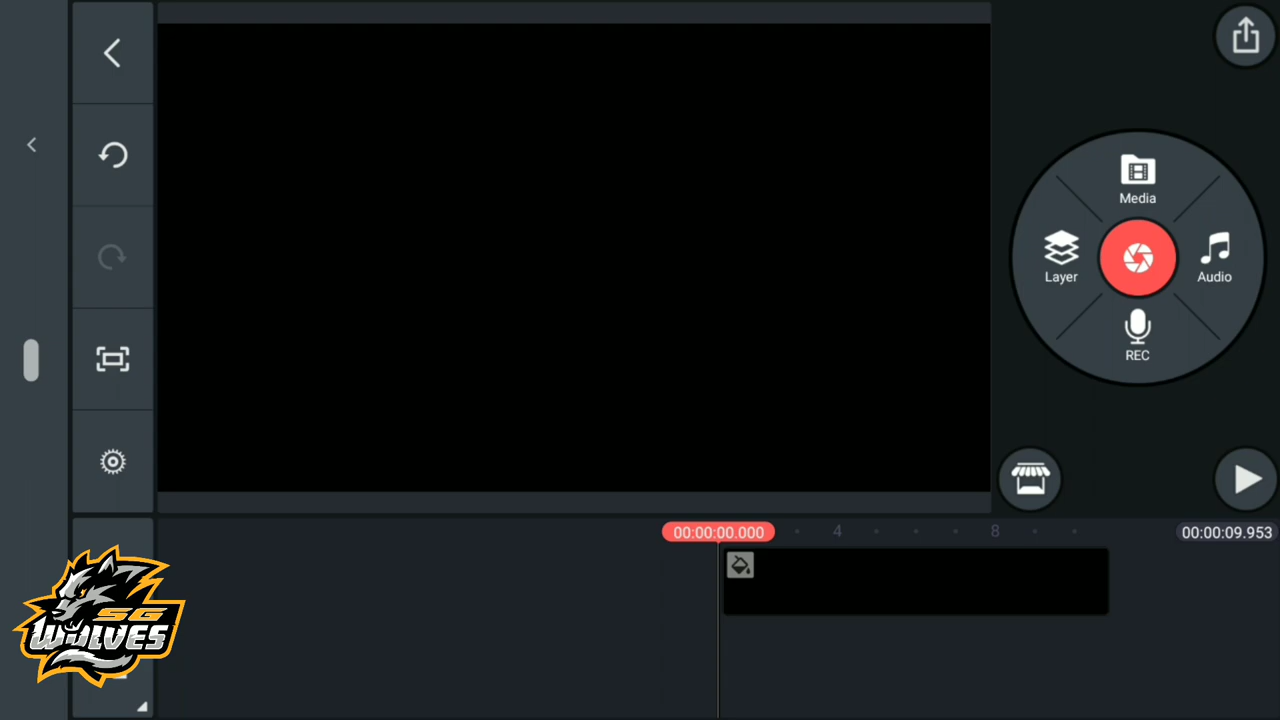 Media
Layer
Audio
REC
00:00:00.000
4
8
00:00:09.953
SG
WOLVES